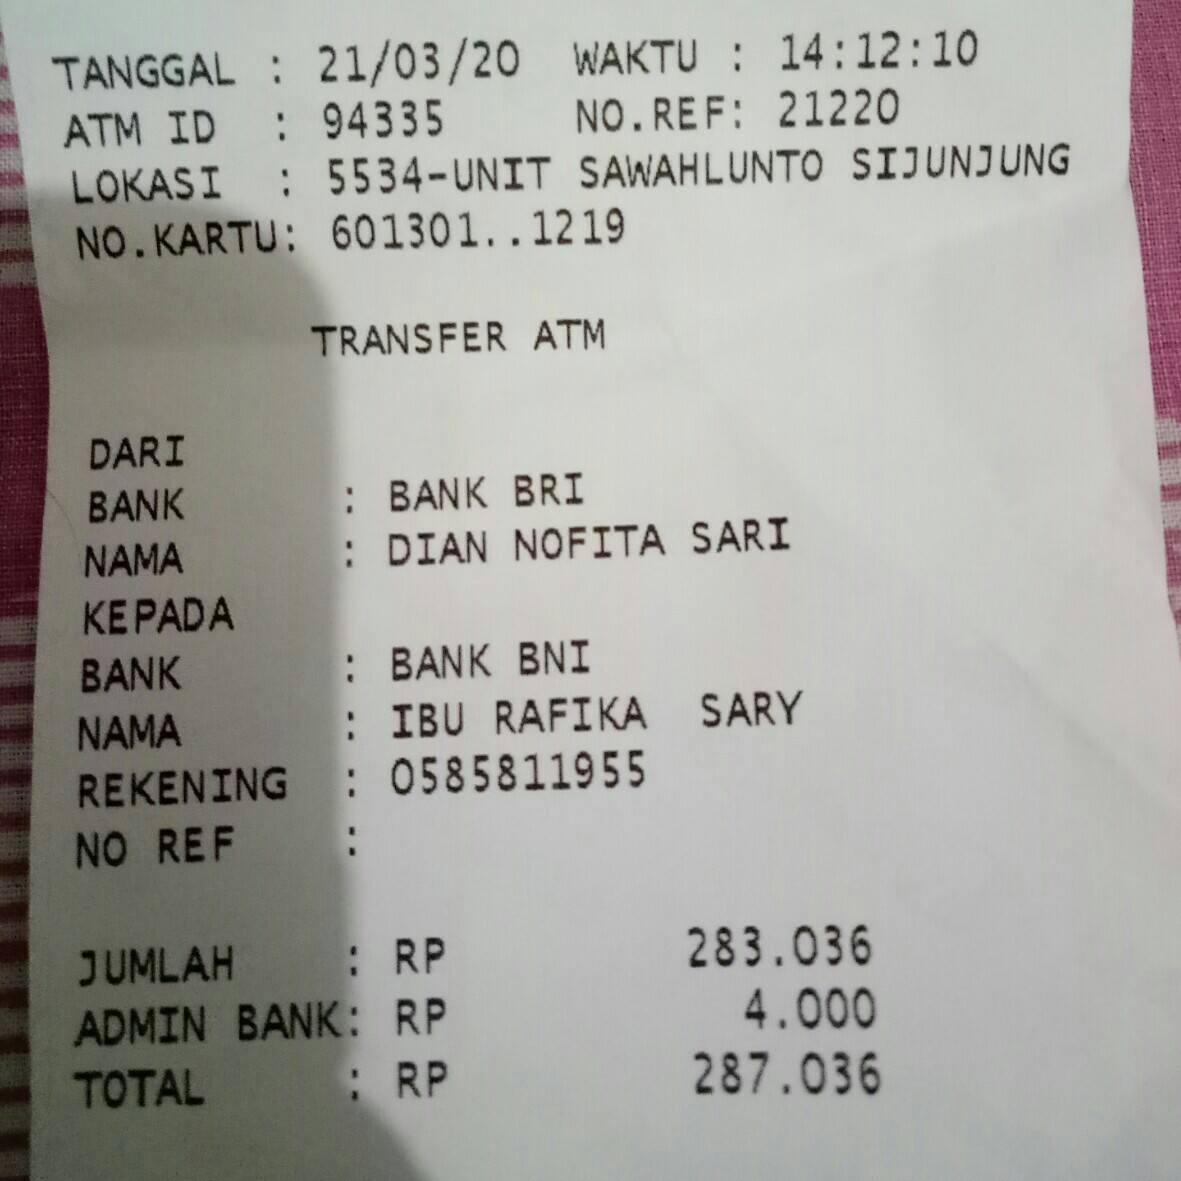 TANGGAL : 21/03/20 WAKTU : 14:12:10
ATM ID : 94335 NO.REF: 21220
LOKASI : 5534-UNIT SAWAHLUNTO SIJUNJUNG
NO.KARTU: 601301..1219
TRANSFER ATM
DARI
BANK : BANK BRI
NAMA : DIAN NOFITA SARI
KEPADA
BANK : BANK BNI
NAMA : IBU RAFIKA  SARY
REKENING : 0585811955
NO REF :
JUMLAH : RP 283.036
ADMIN BANK: RP 4.000
TOTAL : RP 287.036